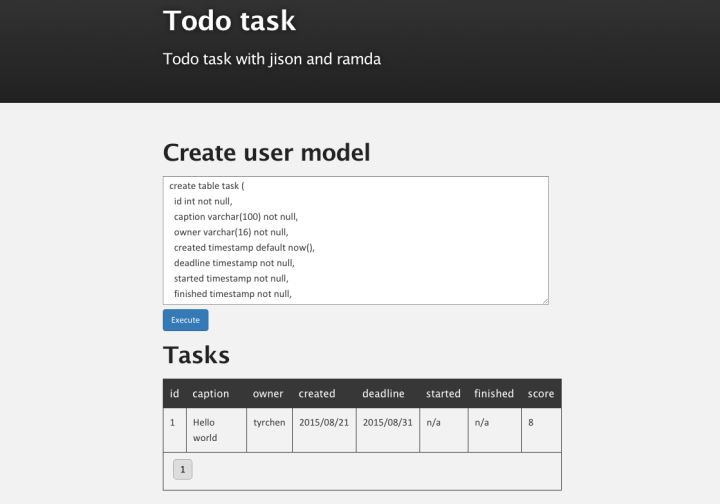 Todo task
Todo task with jison and ramda
Create user model
create table task (
id int not null,
caption varchar(100) not null,
owner varchar(16) not null,
created timestamp default now(),
deadline timestamp not null,
started timestamp not null,
finished timestamp not null,
Execute
Tasks
id caption owner created deadline started finished score
1 Hello tyrchen 2015/08/21 2015/08/31 n/a n/a 8
world
1